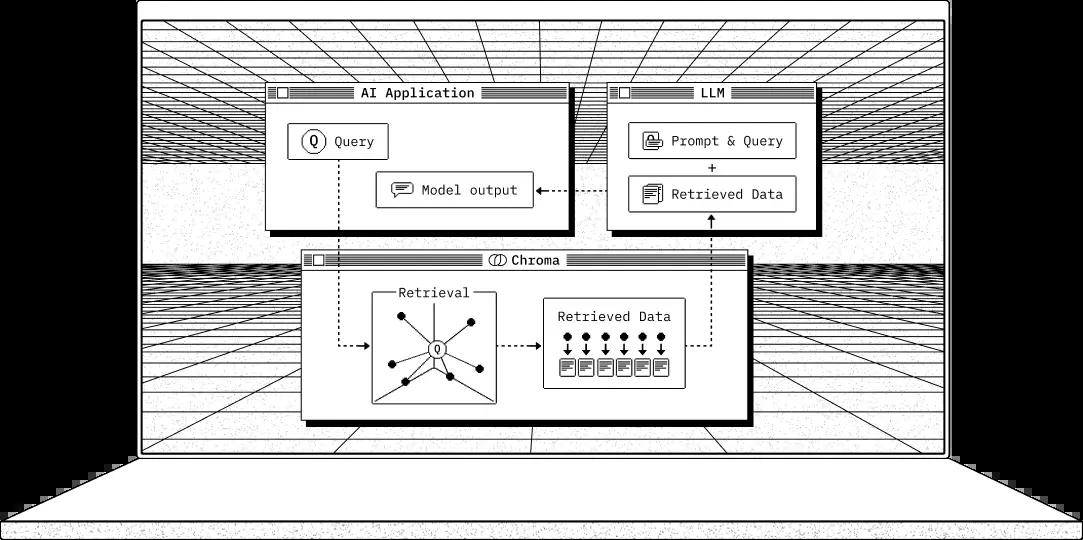 AI Application
Q Query
Model output
LLM
Prompt & Query
+
Retrieved Data
Chroma
Retrieval
Q
Retrieved Data